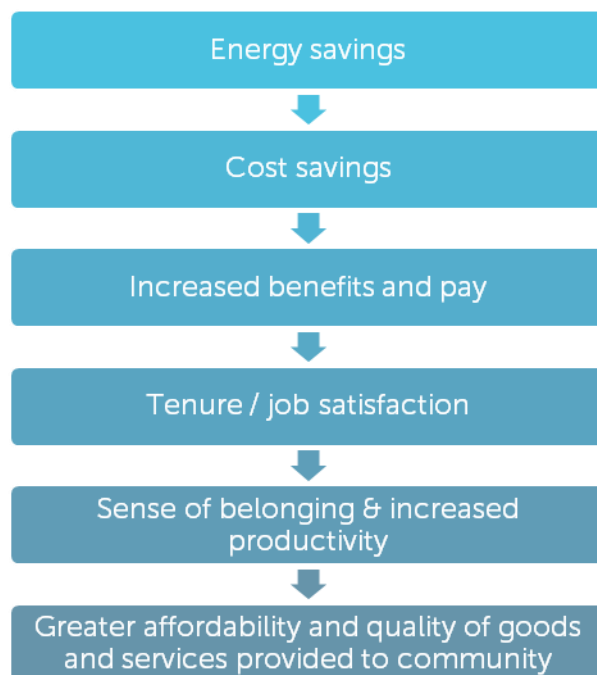 Energy savings
Cost savings
Increased benefits and pay
Tenure / job satisfaction
Sense of belonging & increased
productivity
Greater affordability and quality of goods
and services provided to community